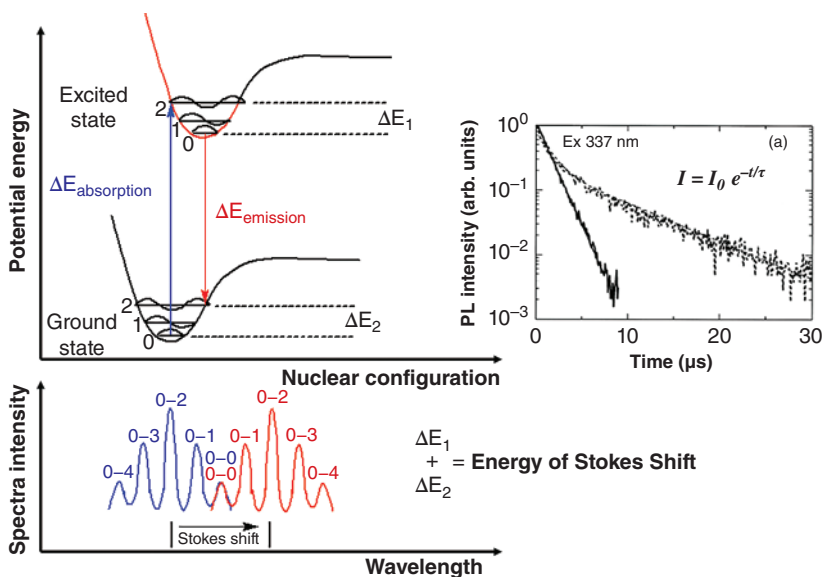 Potential energy
Excited
state
2
1
0
ΔE1
ΔEabsorption
ΔEemission
2
1
0
Ground
state
ΔE2
Nuclear configuration
PL intensity (arb. units)
10^0
10^-1
10^-2
10^-3
Ex 337 nm
(a)
I = I0 e^-t/τ
0 10 20 30
Time (μs)
Spectra intensity
0-4 0-3 0-2 0-1 0-0
0-0 0-1 0-2 0-3 0-4
Stokes shift
Wavelength
ΔE1
+ = Energy of Stokes Shift
ΔE2